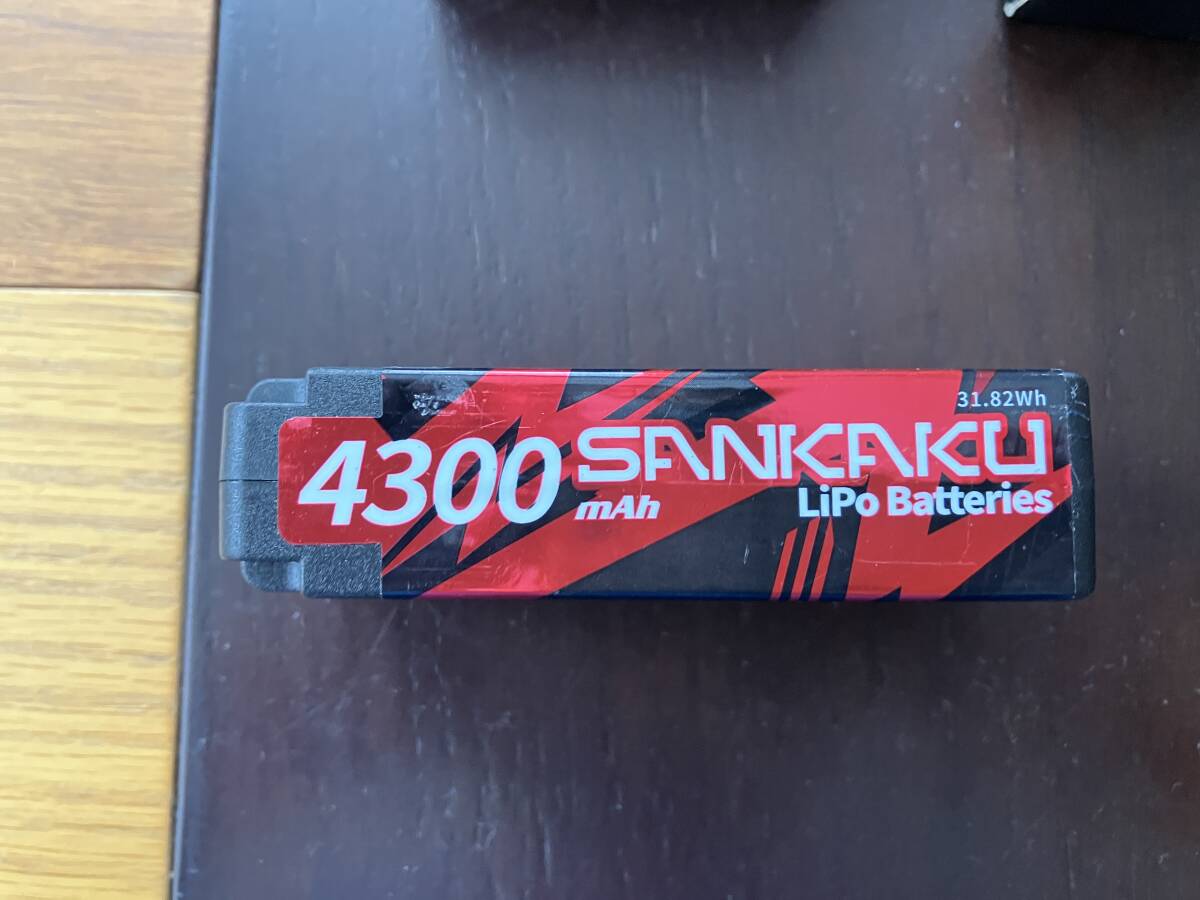 31.82Wh
4300 mAh SANKAKU
LiPo Batteries